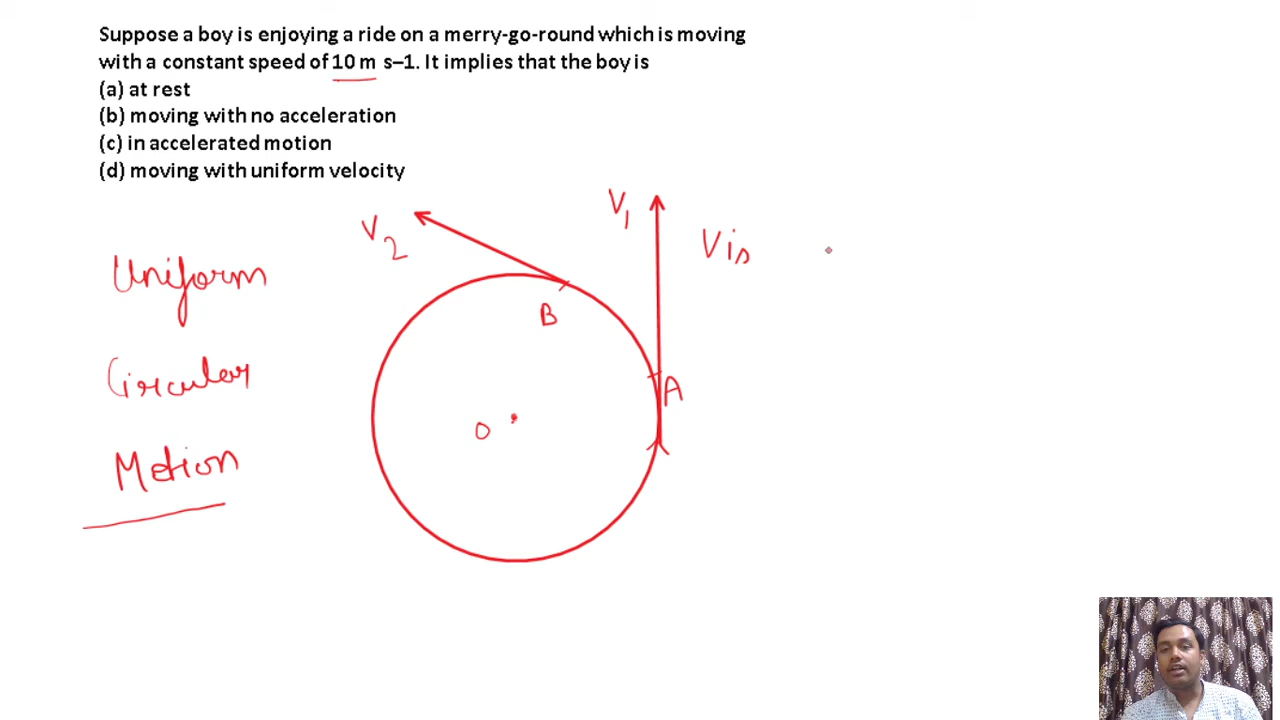 Suppose a boy is enjoying a ride on a merry-go-round which is moving
with a constant speed of 10 m s–1. It implies that the boy is
(a) at rest
(b) moving with no acceleration
(c) in accelerated motion
(d) moving with uniform velocity
V1
V2
V is
Uniform
B
Circular
A
O
Motion